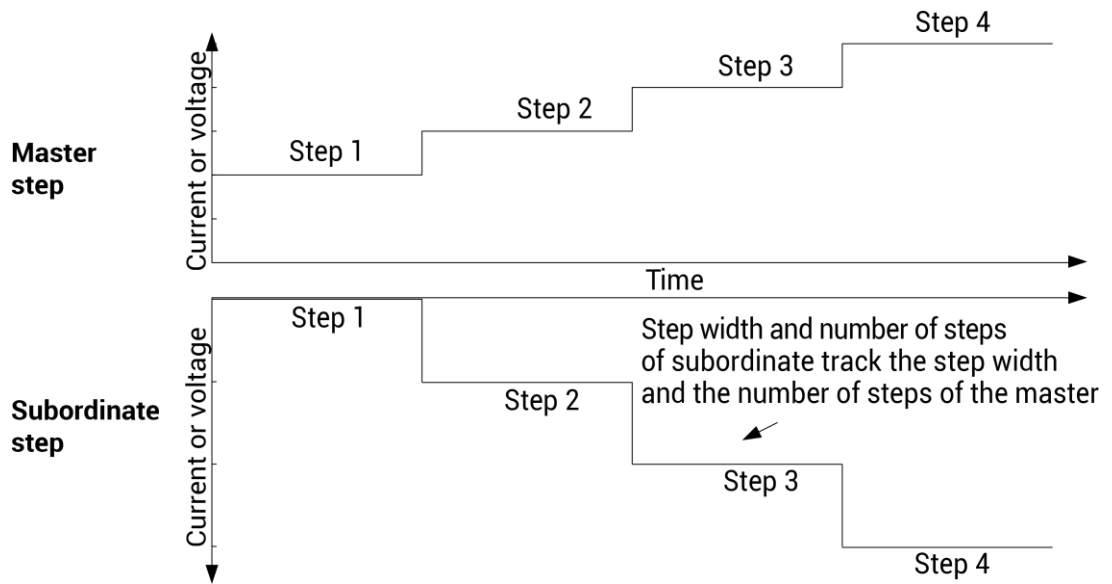 Step 4
Step 3
Step 2
Step 1
Master
step
Current or voltage
Time
Step 1
Step width and number of steps
of subordinate track the step width
and the number of steps of the master
Step 2
Subordinate
step
Current or voltage
Step 3
Step 4